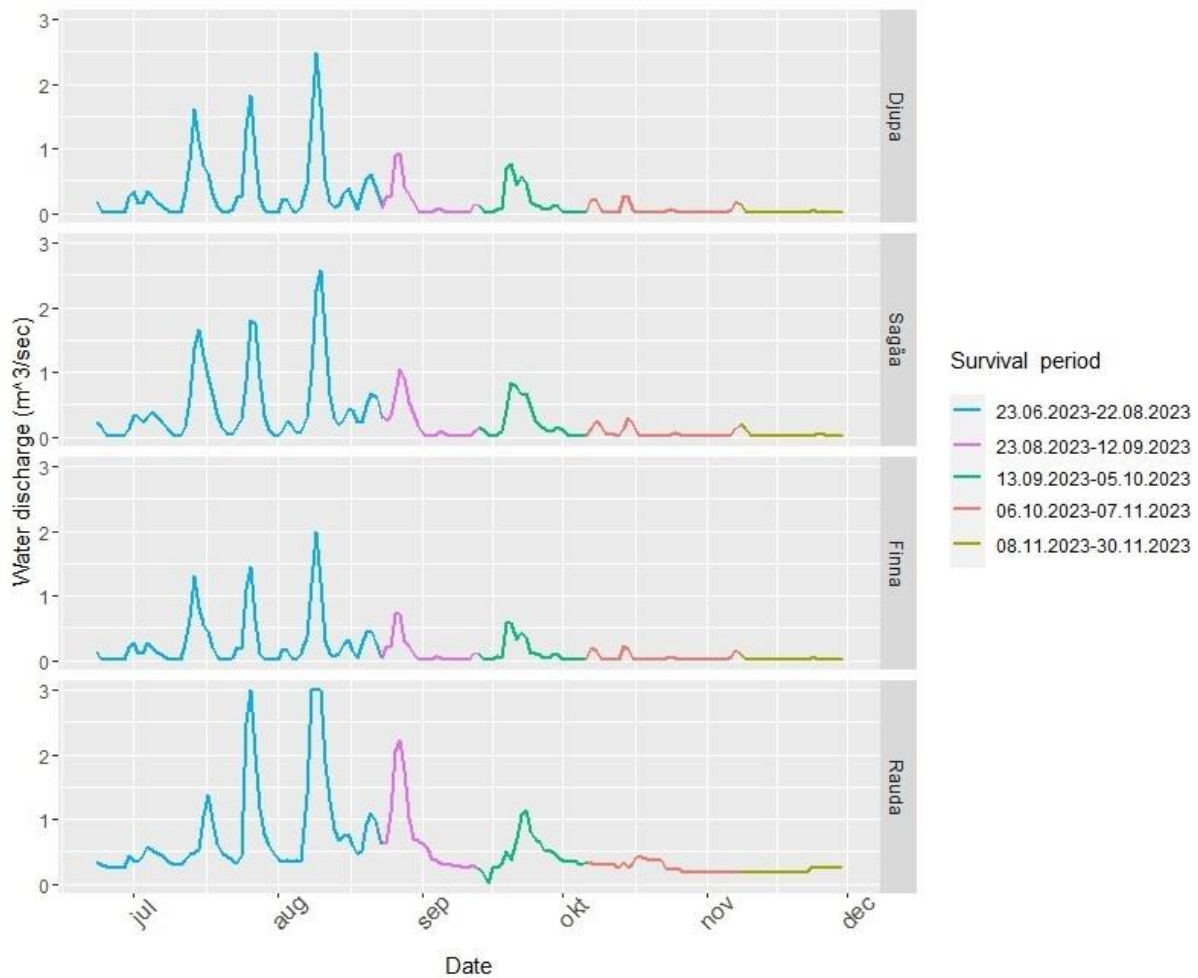 3
2
1
0
Djupa
3
2
1
0
Sagåa
3
2
1
0
Finna
3
2
1
0
Rauda
Water discharge (m^3/sec)
jul
aug
sep
okt
nov
dec
Date
Survival period
23.06.2023-22.08.2023
23.08.2023-12.09.2023
13.09.2023-05.10.2023
06.10.2023-07.11.2023
08.11.2023-30.11.2023